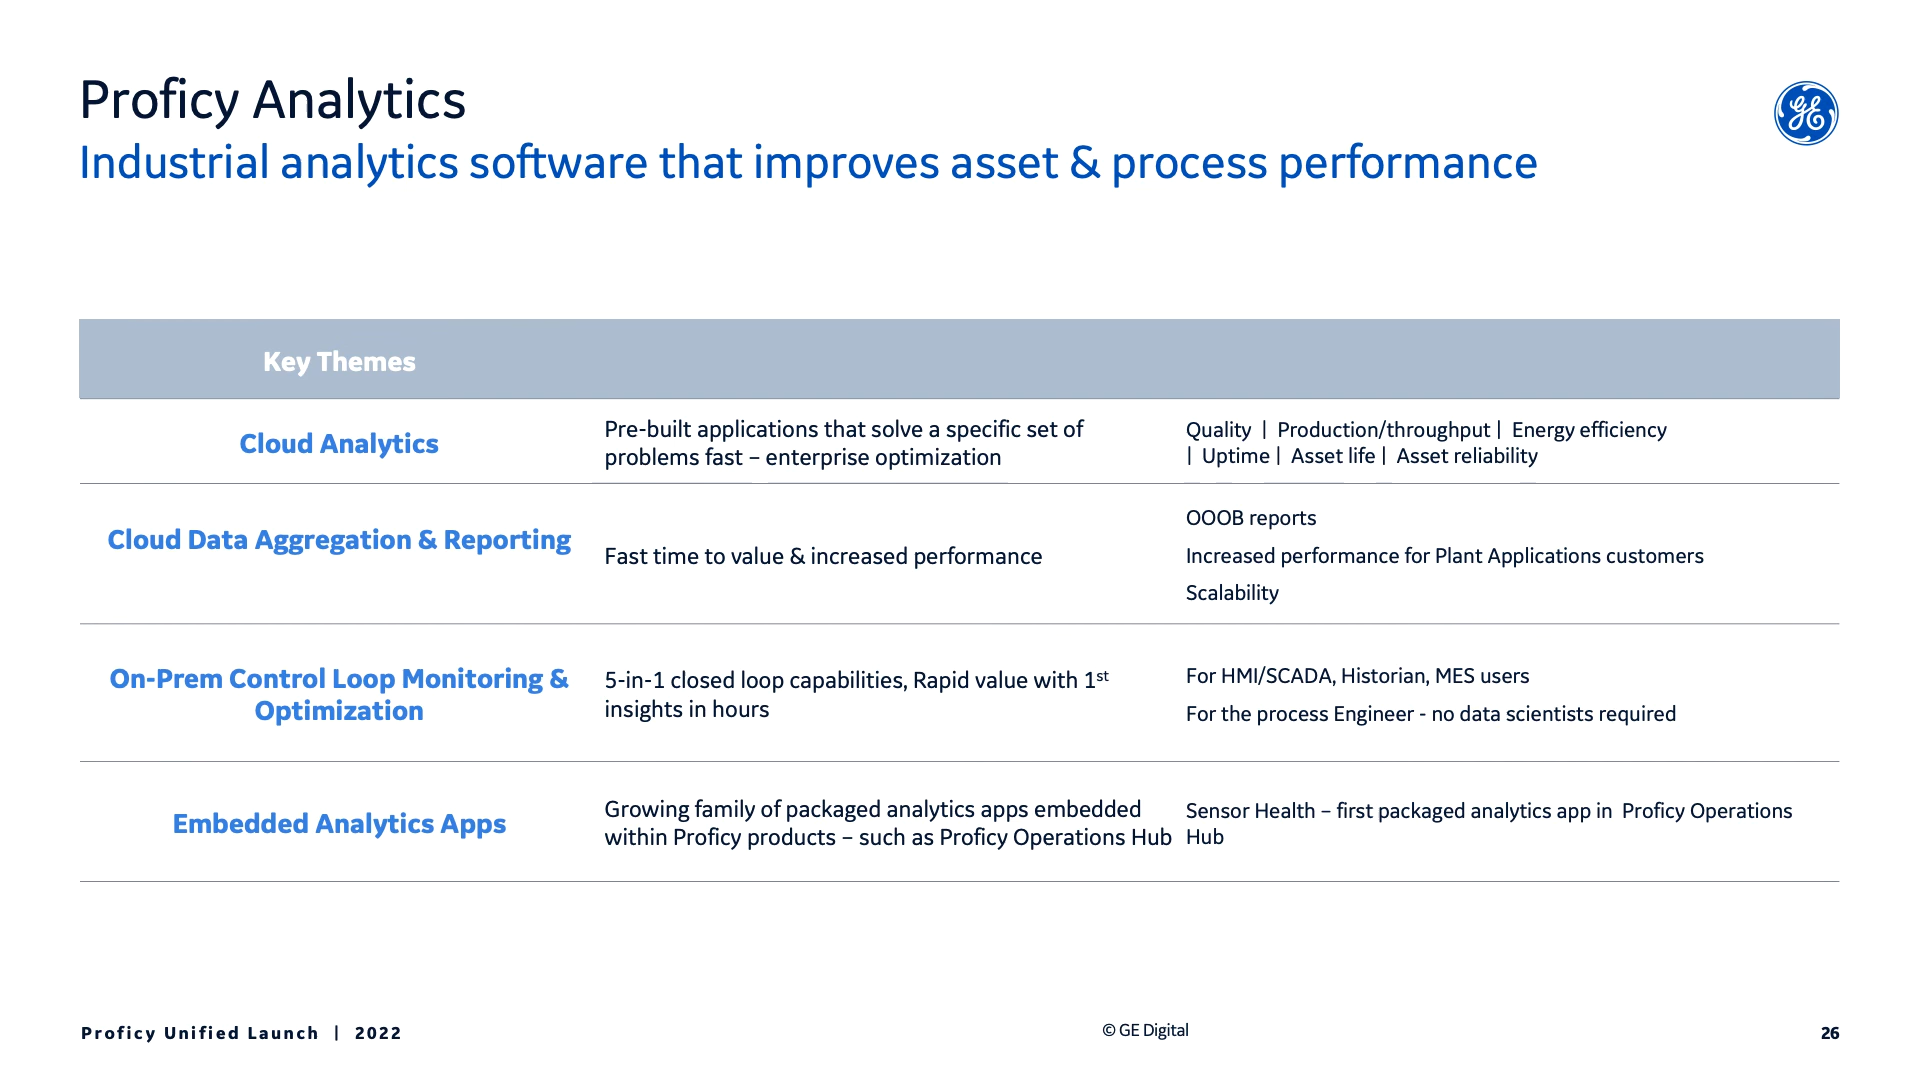 Proficy Analytics
Industrial analytics software that improves asset & process performance
GE
Key Themes
Cloud Analytics
Pre-built applications that solve a specific set of
problems fast – enterprise optimization
Quality | Production/throughput | Energy efficiency
| Uptime | Asset life | Asset reliability
Cloud Data Aggregation & Reporting
Fast time to value & increased performance
OOOB reports
Increased performance for Plant Applications customers
Scalability
On-Prem Control Loop Monitoring &
Optimization
5-in-1 closed loop capabilities, Rapid value with 1st
insights in hours
For HMI/SCADA, Historian, MES users
For the process Engineer - no data scientists required
Embedded Analytics Apps
Growing family of packaged analytics apps embedded
within Proficy products – such as Proficy Operations Hub
Sensor Health – first packaged analytics app in Proficy Operations
Hub
Proficy Unified Launch | 2022
© GE Digital
26